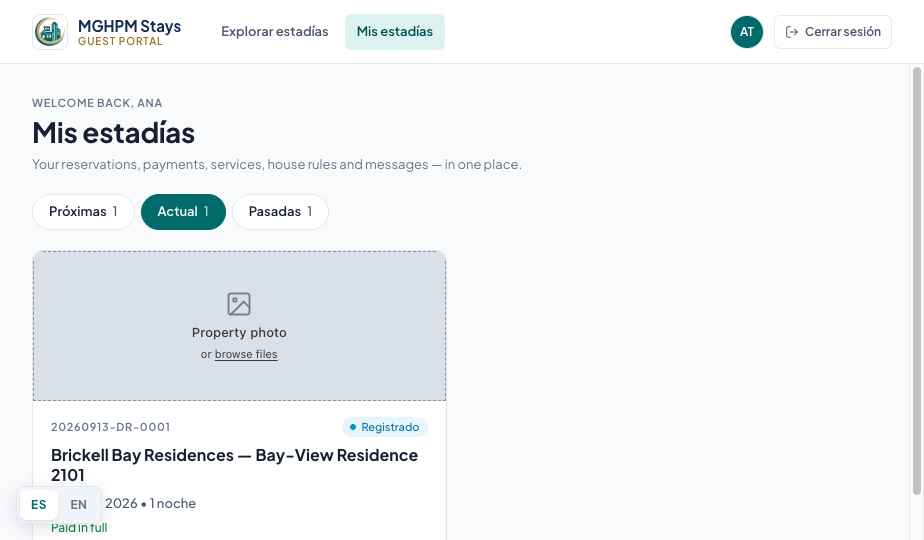 MGHPM Stays
GUEST PORTAL
Explorar estadías
Mis estadías
AT
Cerrar sesión
WELCOME BACK, ANA
Mis estadías
Your reservations, payments, services, house rules and messages — in one place.
Próximas 1
Actual 1
Pasadas 1
Property photo
or browse files
20260913-DR-0001
Registrado
Brickell Bay Residences — Bay-View Residence
2101
2026 • 1 noche
ES
EN
Paid in full